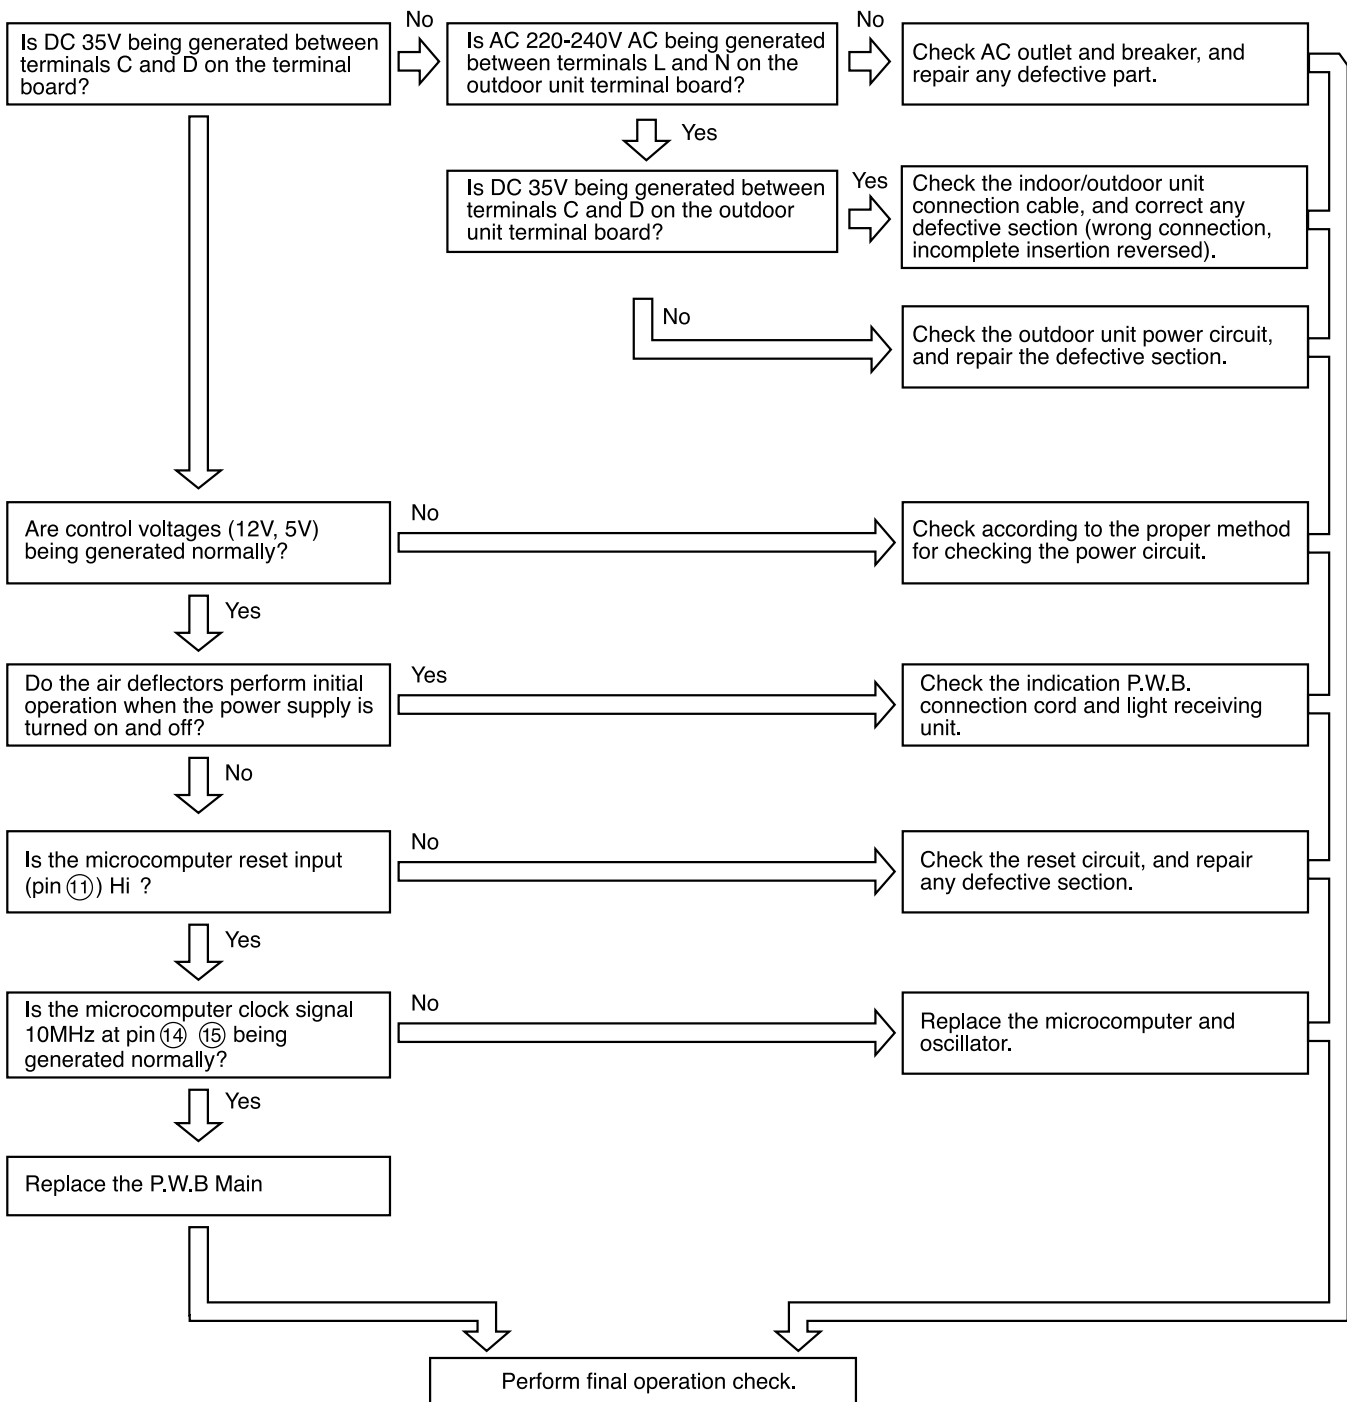 Is DC 35V being generated between
terminals C and D on the terminal
board?
No
Is AC 220-240V AC being generated
between terminals L and N on the
outdoor unit terminal board?
No
Check AC outlet and breaker, and
repair any defective part.
Yes
Is DC 35V being generated between
terminals C and D on the outdoor
unit terminal board?
Yes
Check the indoor/outdoor unit
connection cable, and correct any
defective section (wrong connection,
incomplete insertion reversed).
No
Check the outdoor unit power circuit,
and repair the defective section.
Are control voltages (12V, 5V)
being generated normally?
No
Check according to the proper method
for checking the power circuit.
Yes
Do the air deflectors perform initial
operation when the power supply is
turned on and off?
Yes
Check the indication P.W.B.
connection cord and light receiving
unit.
No
Is the microcomputer reset input
(pin ⑪) Hi ?
No
Check the reset circuit, and repair
any defective section.
Yes
Is the microcomputer clock signal
10MHz at pin ⑭ ⑮ being
generated normally?
No
Replace the microcomputer and
oscillator.
Yes
Replace the P.W.B Main
Perform final operation check.